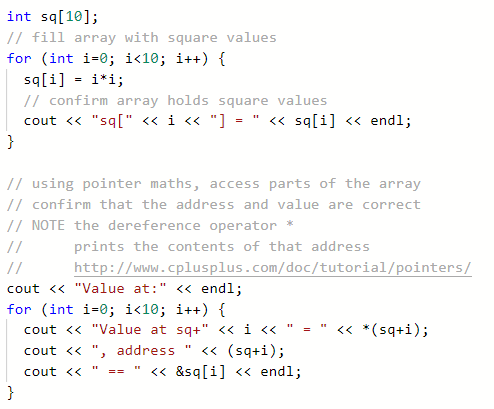 int sq[10];
// fill array with square values
for (int i=0; i<10; i++) {
  sq[i] = i*i;
  // confirm array holds square values
  cout << "sq[" << i << "] = " << sq[i] << endl;
}

// using pointer maths, access parts of the array
// confirm that the address and value are correct
// NOTE the dereference operator *
//      prints the contents of that address
//      http://www.cplusplus.com/doc/tutorial/pointers/
cout << "Value at:" << endl;
for (int i=0; i<10; i++) {
  cout << "Value at sq+" << i << " = " << *(sq+i);
  cout << ", address " << (sq+i);
  cout << " == " << &sq[i] << endl;
}